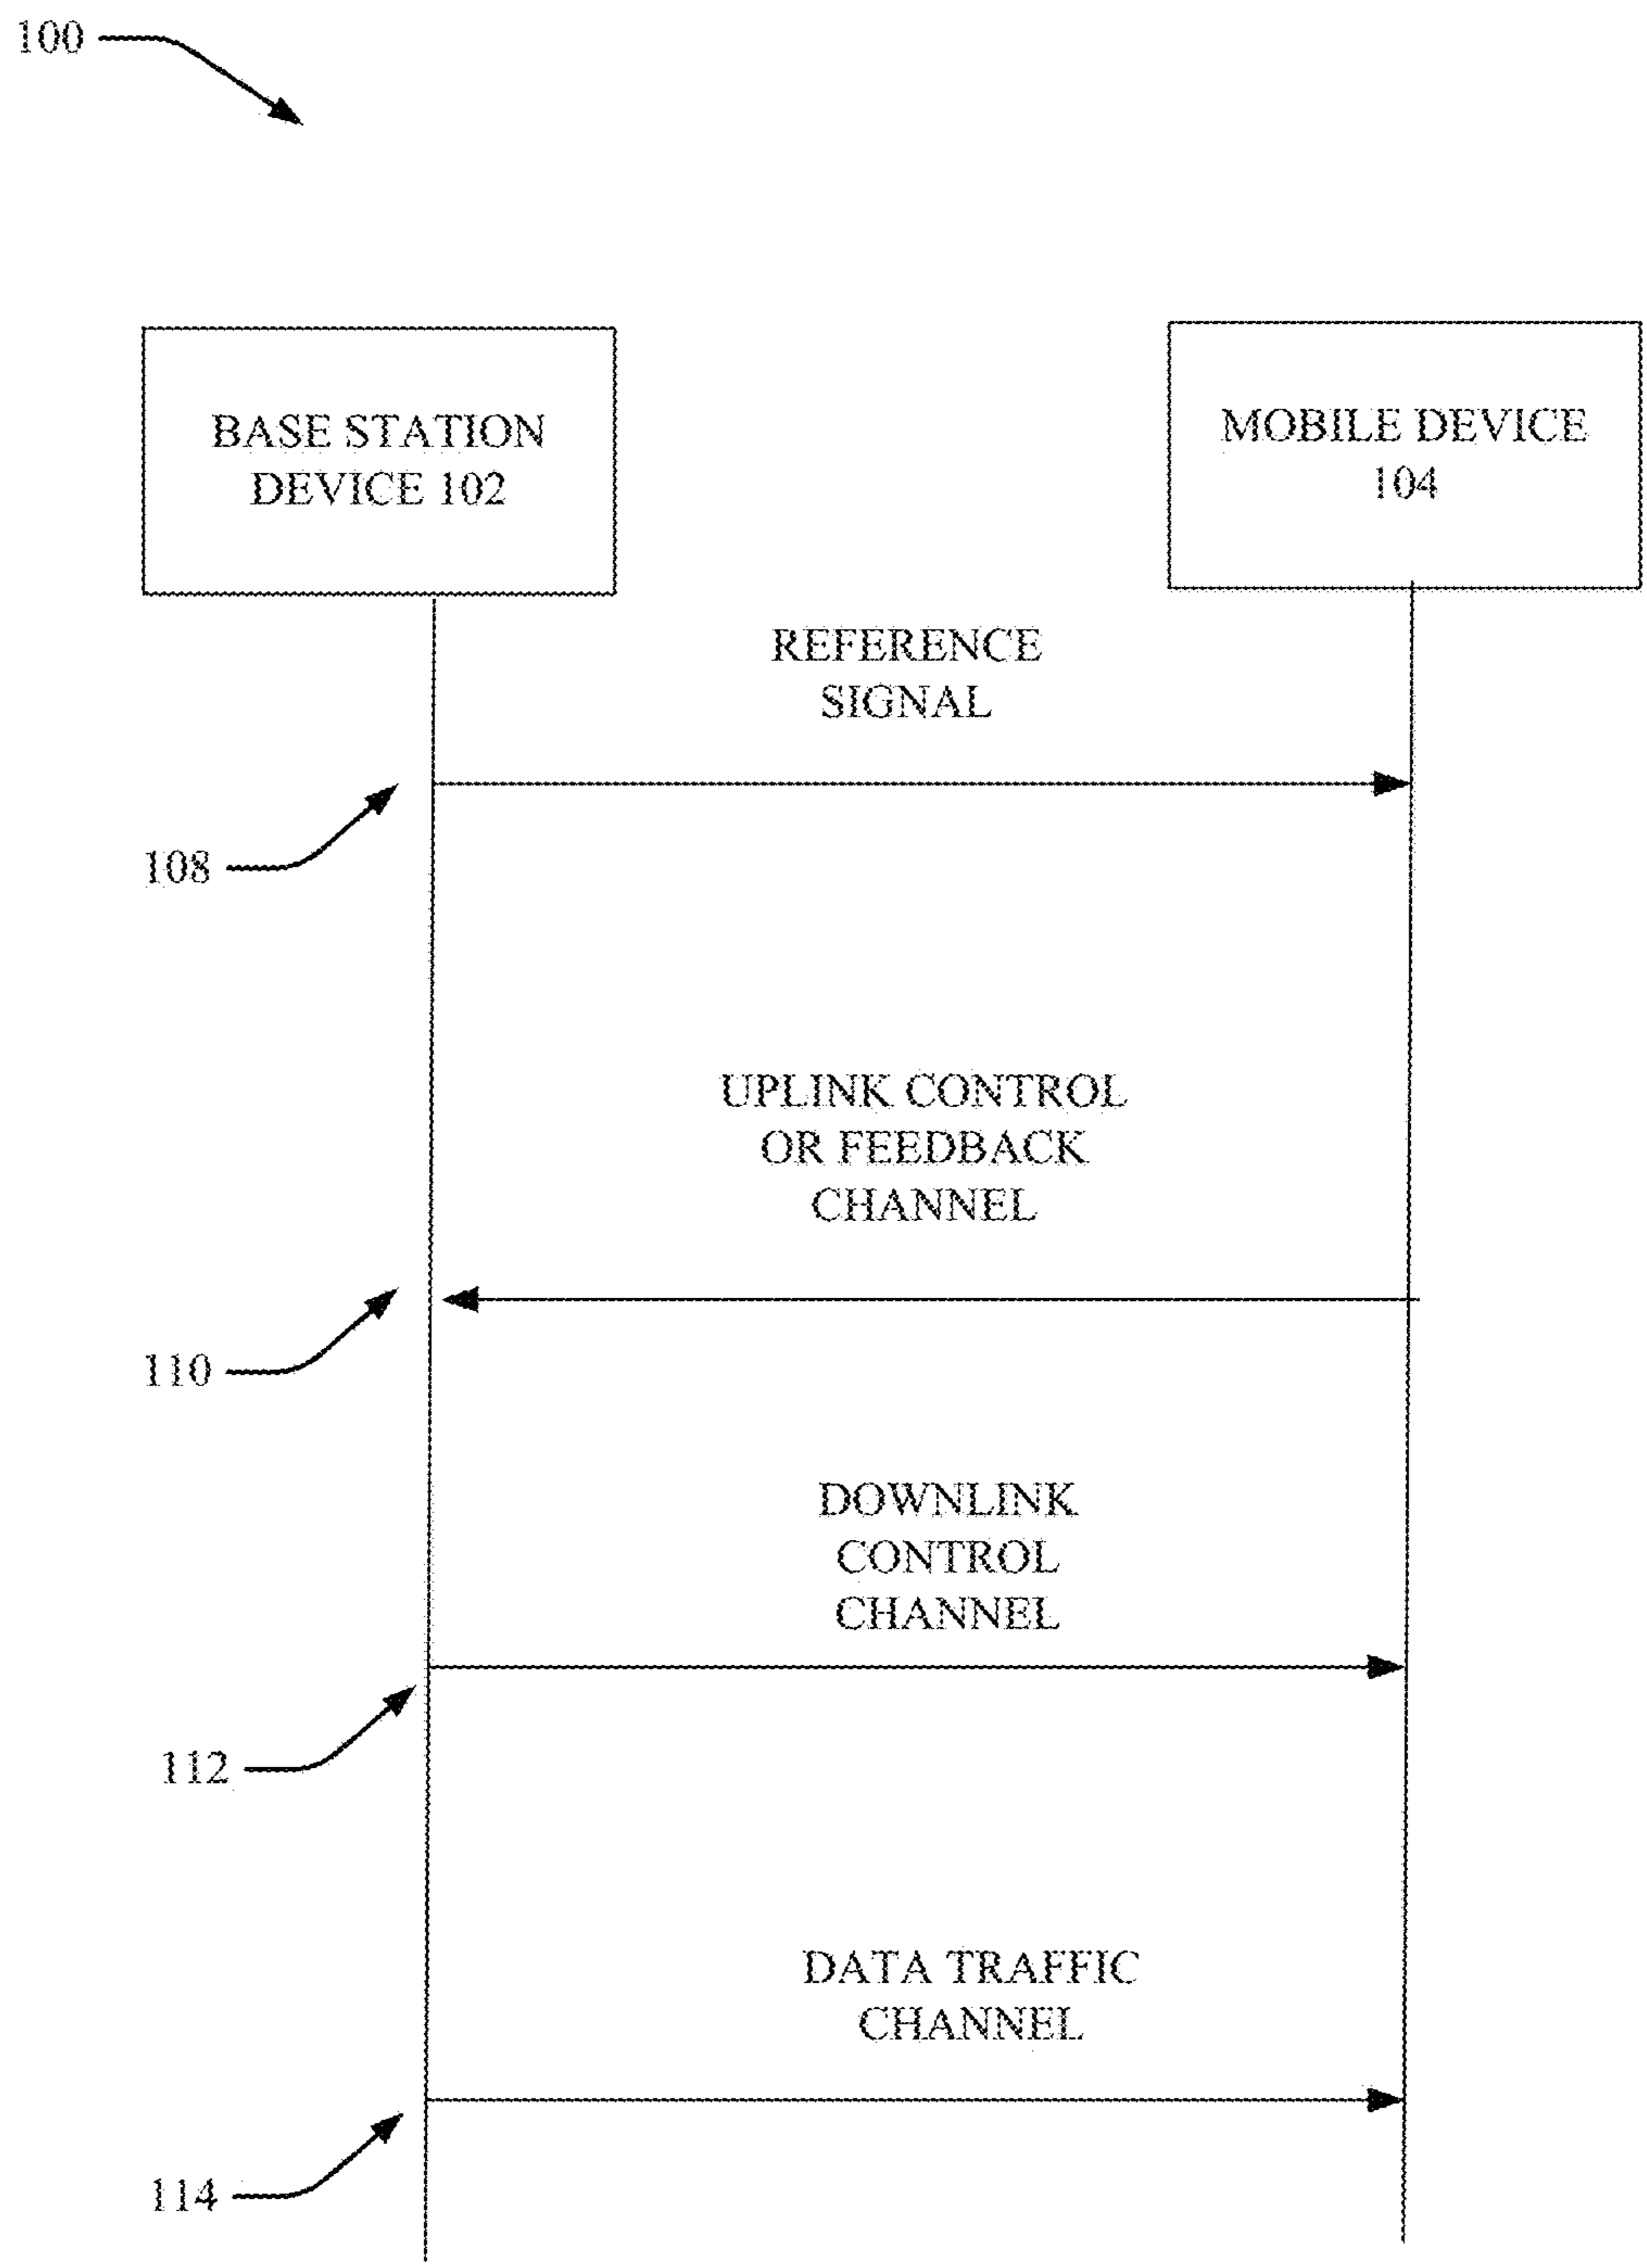 100
BASE STATION
DEVICE 102
MOBILE DEVICE
104
REFERENCE
SIGNAL
108
UPLINK CONTROL
OR FEEDBACK
CHANNEL
110
DOWNLINK
CONTROL
CHANNEL
112
DATA TRAFFIC
CHANNEL
114